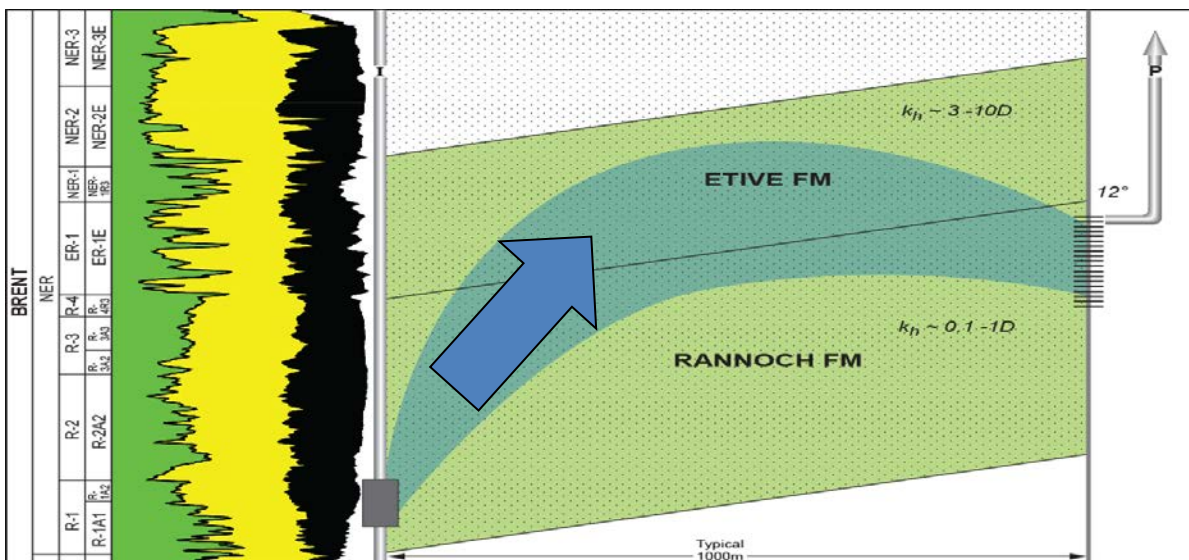 BRENT
NER
NER-3
NER-2
NER-1
ER-1
R-4
R-3
R-2
R-1
NER-3E
NER-2E
NER-
1R3
ER-1E
R-
4R3
R-
3A3
R-
3A2
R-2A2
R-
1A2
R-1A1
I
k_h ~ 3 -10D
ETIVE FM
12°
P
k_h ~ 0.1 -1D
RANNOCH FM
Typical
1000m